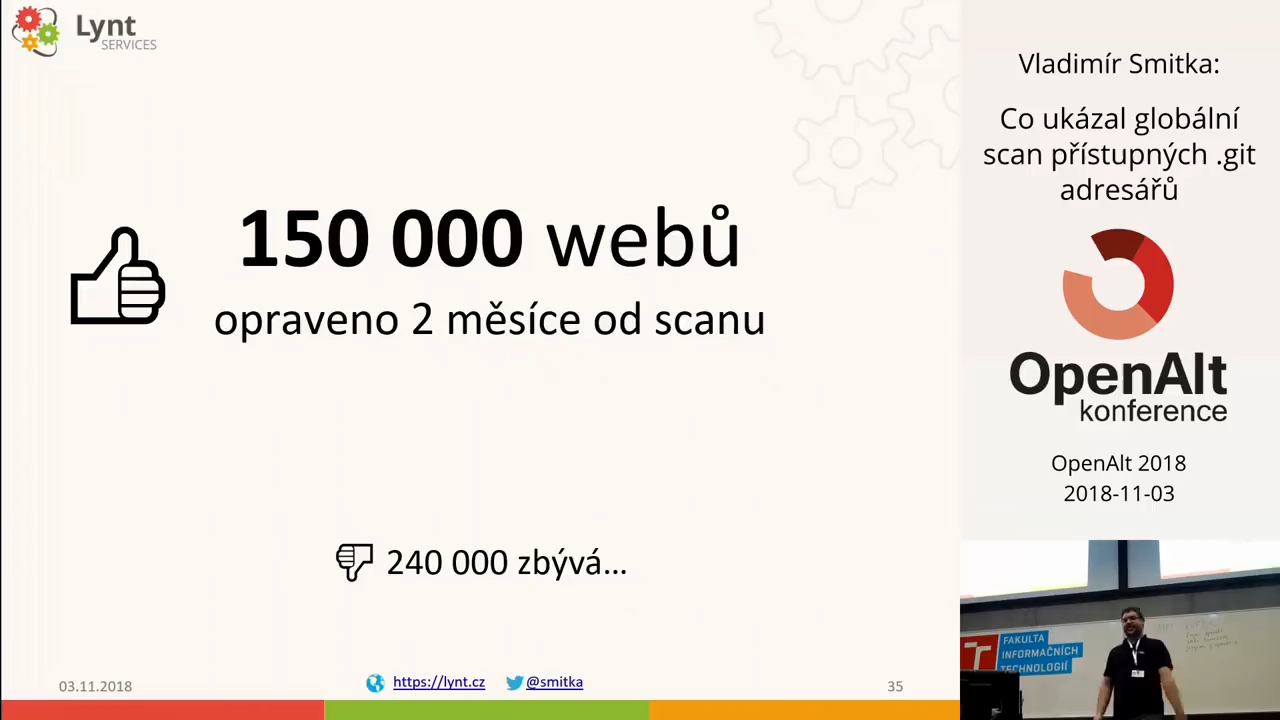 Lynt
SERVICES
150 000 webů
opraveno 2 měsíce od scanu
240 000 zbývá...
03.11.2018
https://lynt.cz
@smitka
35
Vladimír Smitka:
Co ukázal globální
scan přístupných .git
adresářů
OpenAlt
konference
OpenAlt 2018
2018-11-03
FAKULTA
INFORMAČNÍCH
TECHNOLOGIÍ